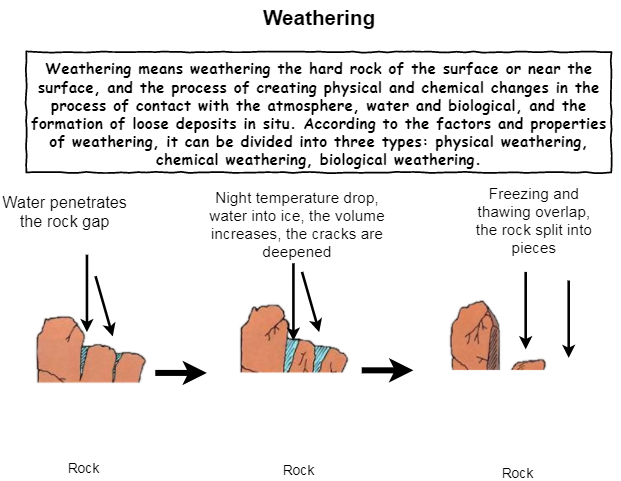 Weathering
Weathering means weathering the hard rock of the surface or near the
surface, and the process of creating physical and chemical changes in the
process of contact with the atmosphere, water and biological, and the
formation of loose deposits in situ. According to the factors and properties
of weathering, it can be divided into three types: physical weathering,
chemical weathering, biological weathering.
Water penetrates
the rock gap
Night temperature drop,
water into ice, the volume
increases, the cracks are
deepened
Freezing and
thawing overlap,
the rock split into
pieces
Rock
Rock
Rock